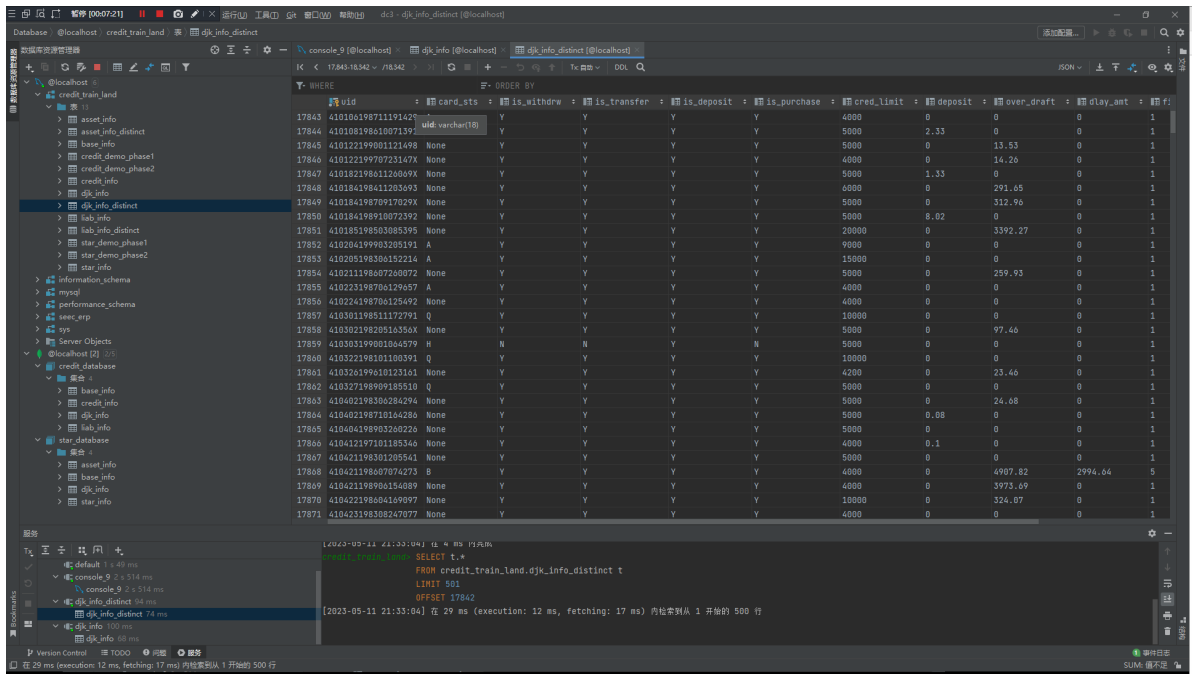 暂停 [00:07:21] 运行(U) 工具(T) Git 窗口(W) 帮助(H) dc3 - djk_info_distinct [@localhost]
Database @localhost credit_train_land 表 djk_info_distinct 添加配置...
数据库资源管理器 console_9 [@localhost] djk_info [@localhost] djk_info_distinct [@localhost]
17,843-18,342 /18,342 Tx: 自动 DDL JSON
WHERE ORDER BY
@localhost 6
credit_train_land
表 13
asset_info
asset_info_distinct
base_info
credit_demo_phase1
credit_demo_phase2
credit_info
djk_info
djk_info_distinct
liab_info
liab_info_distinct
star_demo_phase1
star_demo_phase2
star_info
information_schema
mysql
performance_schema
seec_erp
sys
Server Objects
@localhost [2] 2/5
credit_database
集合 4
base_info
credit_info
djk_info
liab_info
star_database
集合 4
asset_info
base_info
djk_info
star_info
uid card_sts is_withdrw is_transfer is_deposit is_purchase cred_limit deposit over_draft dlay_amt
uid: varchar(18)
17843 410106198711191429 Y Y Y Y 4000 0 0 0 1
17844 Y Y Y Y 5000 2.33 0 0 1
17845 410122199001121498 None Y Y Y Y 5000 0 13.53 0 1
17846 41012219970723147X None Y Y Y Y 4000 0 14.26 0 1
17847 41018219861126069X None Y Y Y Y 5000 1.33 0 0 1
17848 410184198411203693 None Y Y Y Y 6000 0 291.65 0 1
17849 41018419870917029X None Y Y Y Y 5000 0 312.96 0 1
17850 410184198910072392 None Y Y Y Y 5000 8.02 0 0 1
17851 410185198503085395 None Y Y Y Y 20000 0 3392.27 0 1
17852 410204199903205191 A Y Y Y Y 9000 0 0 0 1
17853 410205198306152214 A Y Y Y Y 15000 0 0 0 1
17854 410211198607260072 None Y Y Y Y 5000 0 259.93 0 1
17855 410223198706129657 A Y Y Y Y 4000 0 0 0 1
17856 410224198706125492 None Y Y Y Y 4000 0 0 0 1
17857 410301198511172791 Q Y Y Y Y 10000 0 0 0 1
17858 41030219820516356X None Y Y Y Y 5000 0 97.46 0 1
17859 410303199001064579 H N N Y N 5000 0 0 0 1
17860 410322198101100391 Q Y Y Y Y 10000 0 0 0 1
17861 410326199610123161 None Y Y Y Y 4200 0 23.46 0 1
17862 410327198909185510 Q Y Y Y Y 5000 0 0 0 1
17863 410402198306284294 None Y Y Y Y 5000 0 24.68 0 1
17864 410402198710164286 None Y Y Y Y 5000 0.08 0 0 1
17865 410404198903260226 None Y Y Y Y 5000 0 0 0 1
17866 410412197101185346 None Y Y Y Y 4000 0.1 0 0 1
17867 410421198301205541 None Y Y Y Y 4000 0 0 0 1
17868 410421198607074273 B Y Y Y Y 4000 0 4907.82 2994.64 5
17869 410421198906154089 None Y Y Y Y 4000 0 3973.69 0 1
17870 410422198604169097 None Y Y Y Y 10000 0 324.07 0 1
17871 410423198308247077 None Y Y Y Y 4000 0 0 0 1
服务
Tx
default 1 s 49 ms
console_9 2 s 514 ms
console_9 2 s 514 ms
djk_info_distinct 94 ms
djk_info_distinct 74 ms
djk_info 100 ms
djk_info 60 ms
[2023-05-11 21:33:04] 在 4 ms 内完成
credit_train_land> SELECT t.*
FROM credit_train_land.djk_info_distinct t
LIMIT 501
OFFSET 17842
[2023-05-11 21:33:04] 在 29 ms (execution: 12 ms, fetching: 17 ms) 内检索到从 1 开始的 500 行
Bookmarks
Version Control TODO 问题 服务 1 事件日志
在 29 ms (execution: 12 ms, fetching: 17 ms) 内检索到从 1 开始的 500 行 SUM: 值不足